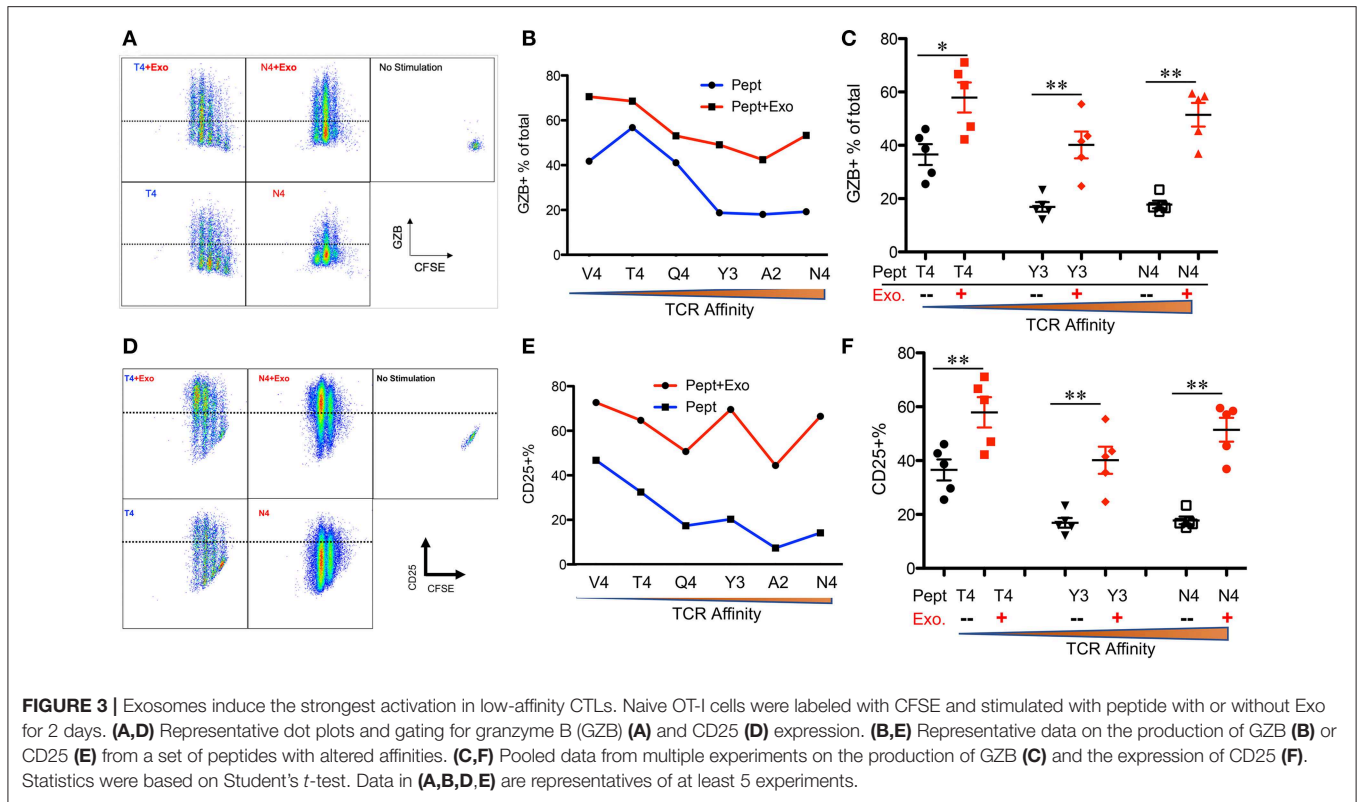 A
T4+Exo
N4+Exo
No Stimulation
T4
N4
GZB
CFSE
B
GZB+ % of total
80
60
40
20
0
Pept
Pept+Exo
V4 T4 Q4 Y3 A2 N4
TCR Affinity
C
GZB+ % of total
80
60
40
20
0
*
**
**
Pept T4 T4 Y3 Y3 N4 N4
Exo. -- + -- + -- +
TCR Affinity
D
T4+Exo
N4+Exo
No Stimulation
T4
N4
CD25
CFSE
E
CD25+%
80
60
40
20
0
Pept+Exo
Pept
V4 T4 Q4 Y3 A2 N4
TCR Affinity
F
CD25+%
80
60
40
20
0
**
**
**
Pept T4 T4 Y3 Y3 N4 N4
Exo. -- + -- + -- +
TCR Affinity
FIGURE 3 | Exosomes induce the strongest activation in low-affinity CTLs. Naive OT-I cells were labeled with CFSE and stimulated with peptide with or without Exo
for 2 days. (A,D) Representative dot plots and gating for granzyme B (GZB) (A) and CD25 (D) expression. (B,E) Representative data on the production of GZB (B) or
CD25 (E) from a set of peptides with altered affinities. (C,F) Pooled data from multiple experiments on the production of GZB (C) and the expression of CD25 (F).
Statistics were based on Student's t-test. Data in (A,B,D,E) are representatives of at least 5 experiments.